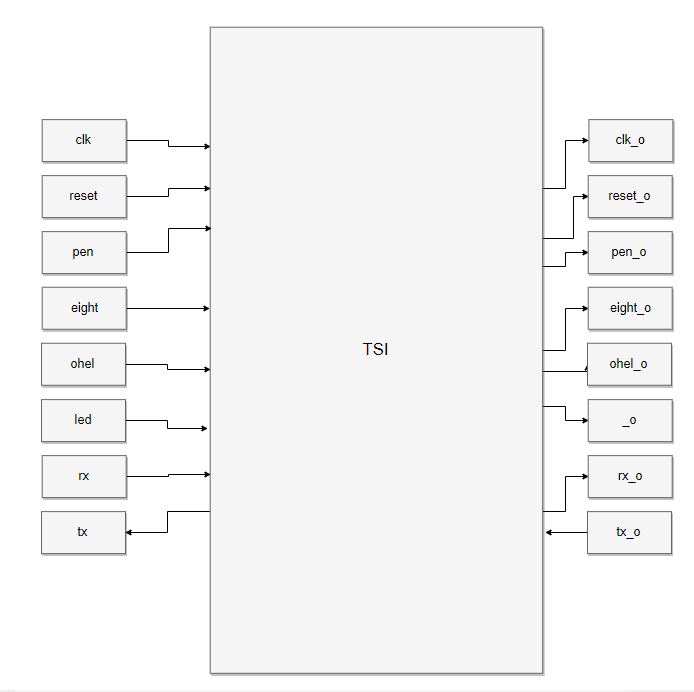 clk
clk_o
reset
reset_o
pen
pen_o
eight
eight_o
TSI
ohel
ohel_o
led
_o
rx
rx_o
tx
tx_o